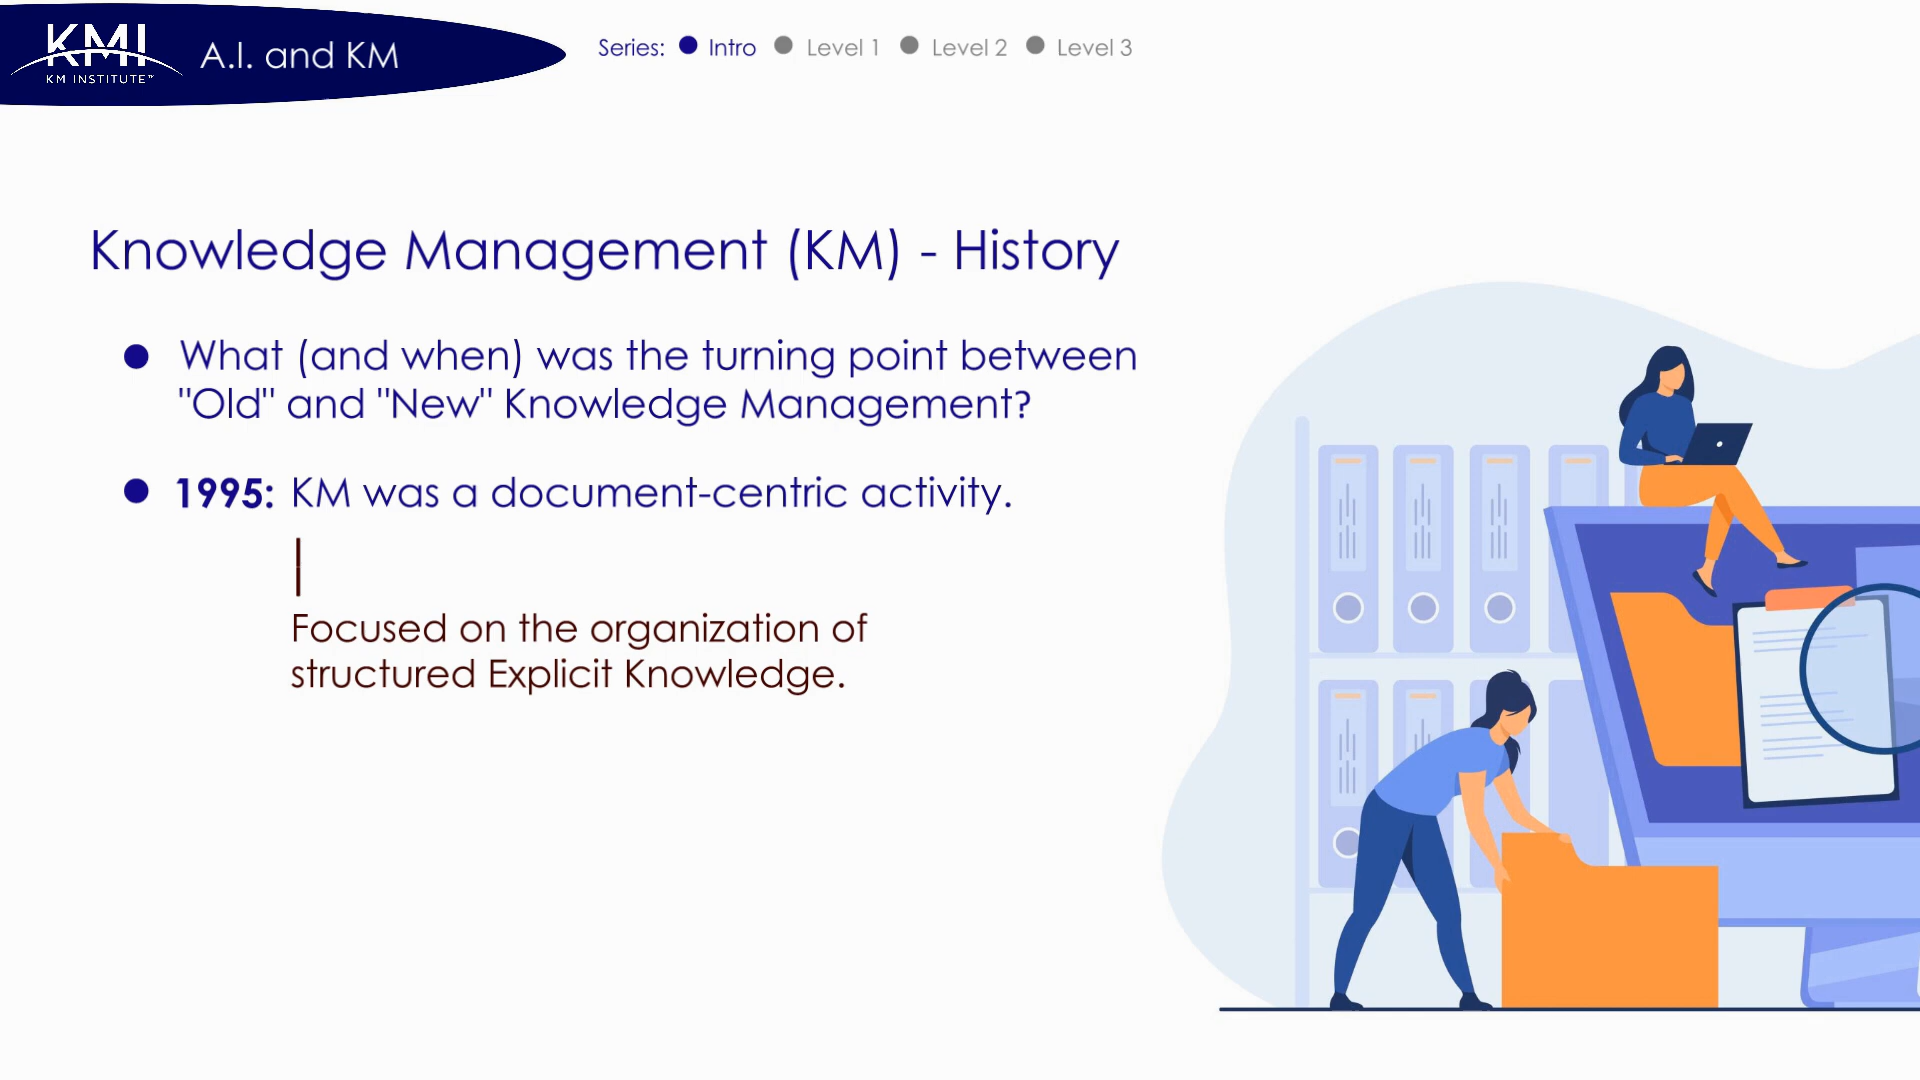 KMI
KM INSTITUTE™
A.I. and KM
Series: Intro Level 1 Level 2 Level 3
Knowledge Management (KM) - History
What (and when) was the turning point between
"Old" and "New" Knowledge Management?
1995: KM was a document-centric activity.
Focused on the organization of
structured Explicit Knowledge.